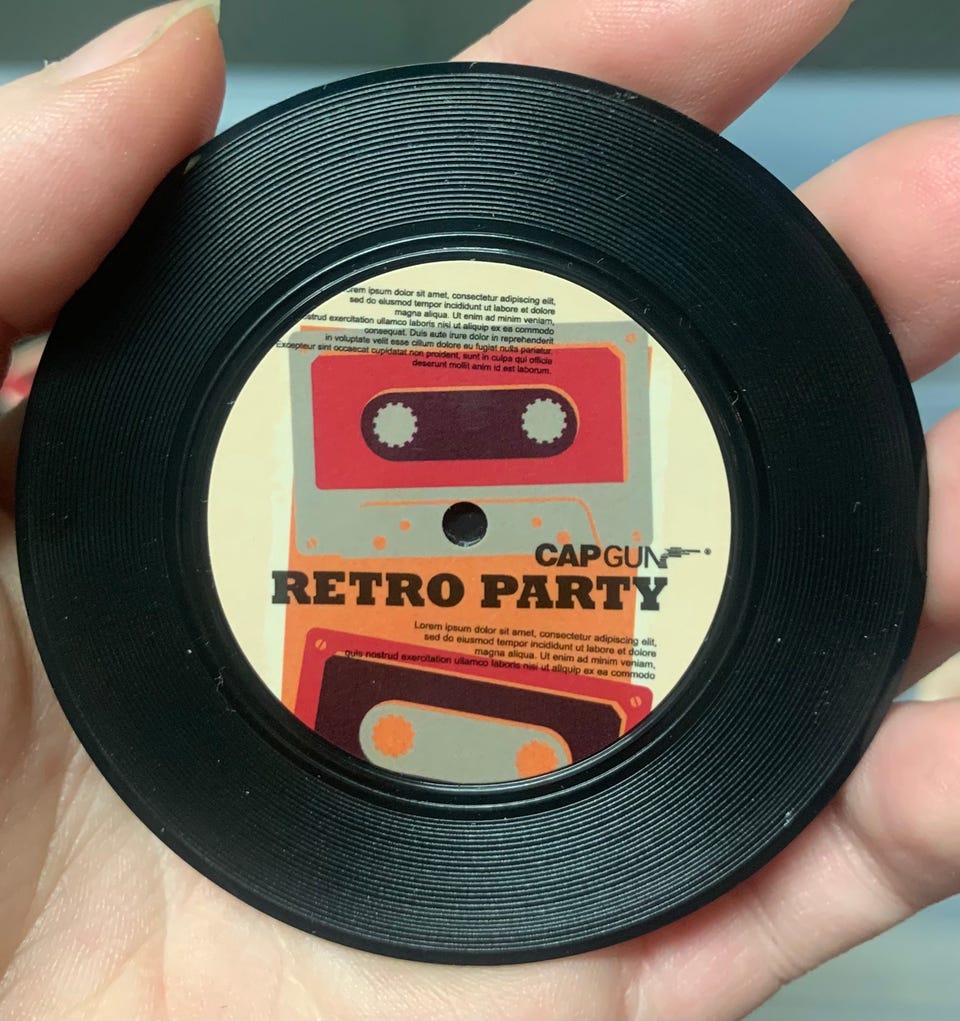 rem ipsum dolor sit amet, consectetur adipiscing elit,
sed do eiusmod tempor incididunt ut labore et dolore
magna aliqua. Ut enim ad minim veniam,
ostrud exercitation ullamco laboris nisi ut aliquip ex ea commodo
consequat. Duis aute irure dolor in reprehenderit
in voluptate velit esse cillum dolore eu fugiat nulla pariatur.
Excepteur sint occaecat cupidatat non proident, sunt in culpa qui officia
deserunt mollit anim id est laborum.
CAPGUN ®
RETRO PARTY
Lorem ipsum dolor sit amet, consectetur adipiscing elit,
sed do eiusmod tempor incididunt ut labore et dolore
magna aliqua. Ut enim ad minim veniam,
quis nostrud exercitation ullamco laboris nisi ut aliquip ex ea commodo